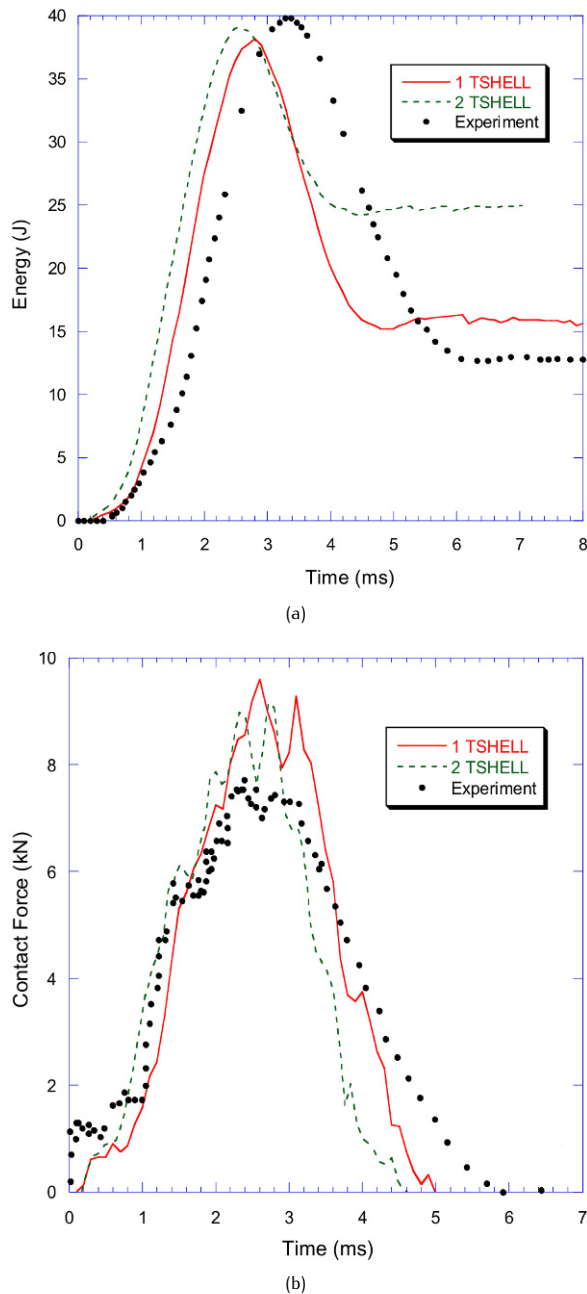 40
35
30
25
20
15
10
5
0
Energy (J)
1 TSHELL
2 TSHELL
Experiment
0 1 2 3 4 5 6 7 8
Time (ms)
(a)
10
8
6
4
2
0
Contact Force (kN)
1 TSHELL
2 TSHELL
Experiment
0 1 2 3 4 5 6 7
Time (ms)
(b)